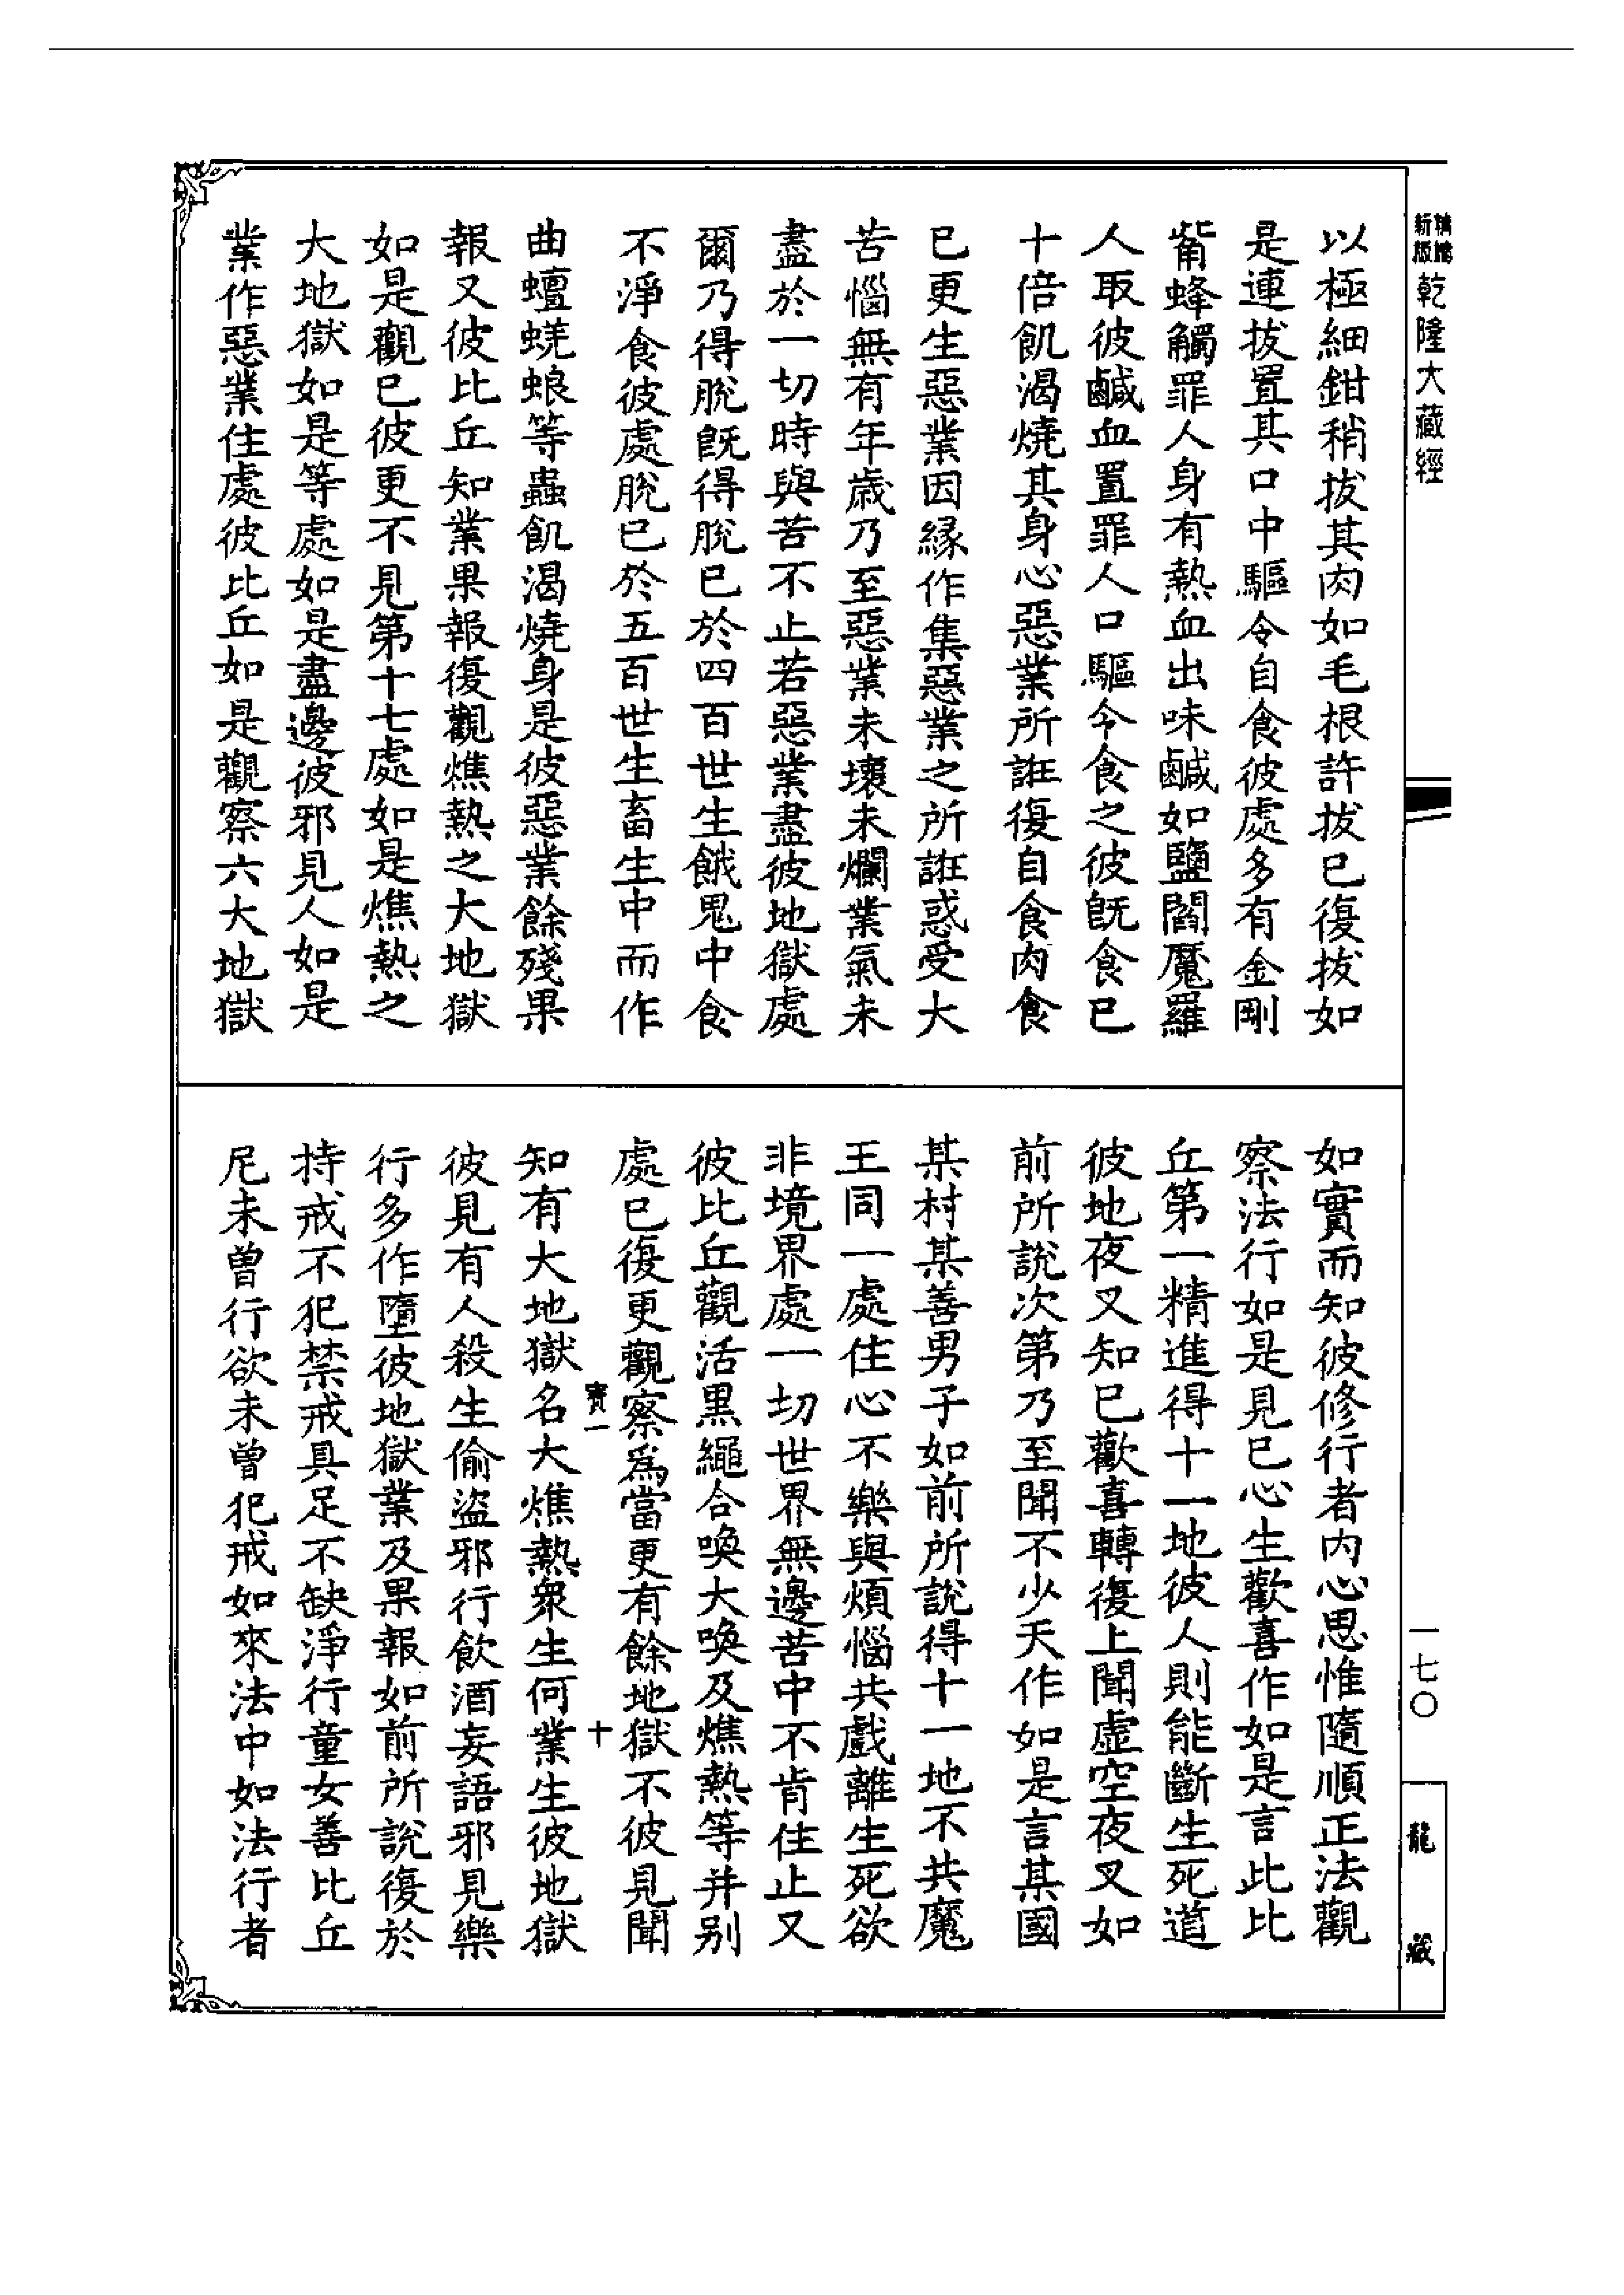 新版
乾隆大藏經
一七〇
龍藏
以極細鉗稍拔其肉如毛根許拔已復拔如
是連拔置其口中驅令自食彼處多有金剛
觜蜂觸罪人身有熱血出味鹹如鹽閻魔羅
人取彼鹹血置罪人口驅今食之彼既食已
十倍飢渴燒其身心惡業所誑復自食肉食
已更生惡業因緣作集惡業之所誑惑受大
苦惱無有年歲乃至惡業未壞未爛業氣未
盡於一切時與苦不止若惡業盡彼地獄處
爾乃得脫既得脫已於四百世生餓鬼中食
不淨食彼處脫已於五百世生畜生中而作
曲蟺蜣蜋等蟲飢渴燒身是彼惡業餘殘果
報又彼比丘知業果報復觀燋熱之大地獄
如是觀已彼更不見第十七處如是燋熱之
大地獄如是等處如是盡邊彼邪見人如是
業作惡業住處彼比丘如是觀察六大地獄
如實而知彼修行者内心思惟隨順正法觀
察法行如是見已心生歡喜作如是言此比
丘第一精進得十一地彼人則能斷生死道
彼地夜叉知已歡喜轉復上聞虛空夜叉如
前所說次第乃至聞不少天作如是言某國
某村某善男子如前所說得十一地不共魔
王同一處住心不樂與煩惱共戲離生死欲
非境界處一切世界無邊苦中不肯住止又
彼比丘觀活黑繩合喚大喚及燋熱等并别
處已復更觀察爲當更有餘地獄不彼見聞
寶一 十
知有大地獄名大燋熱衆生何業生彼地獄
彼見有人殺生偷盜邪行飲酒妄語邪見樂
行多作墮彼地獄業及果報如前所說復於
持戒不犯禁戒具足不缺淨行童女善比丘
尼未曾行欲未曾犯戒如來法中如法行者